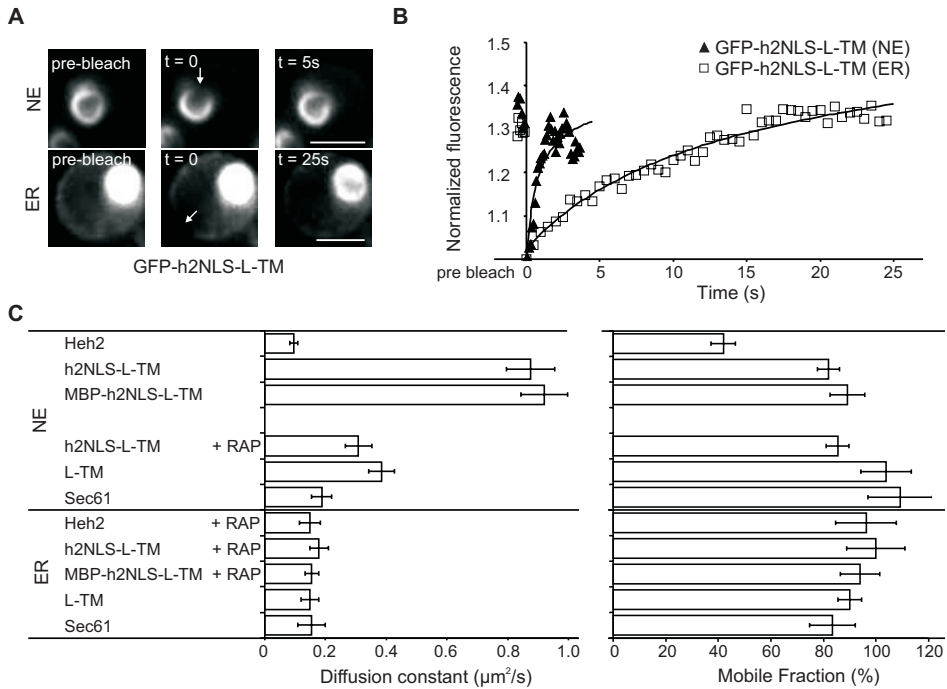 A
NE
pre-bleach
t = 0
t = 5s
ER
pre-bleach
t = 0
t = 25s
GFP-h2NLS-L-TM
B
Normalized fluorescence
1.5
1.4
1.3
1.2
1.1
▲ GFP-h2NLS-L-TM (NE)
□ GFP-h2NLS-L-TM (ER)
pre bleach 0 5 10 15 20 25
Time (s)
C
NE
Heh2
h2NLS-L-TM
MBP-h2NLS-L-TM
h2NLS-L-TM + RAP
L-TM
Sec61
ER
Heh2 + RAP
h2NLS-L-TM + RAP
MBP-h2NLS-L-TM + RAP
L-TM
Sec61
0 0.2 0.4 0.6 0.8 1.0
Diffusion constant (μm²/s)
0 20 40 60 80 100 120
Mobile Fraction (%)